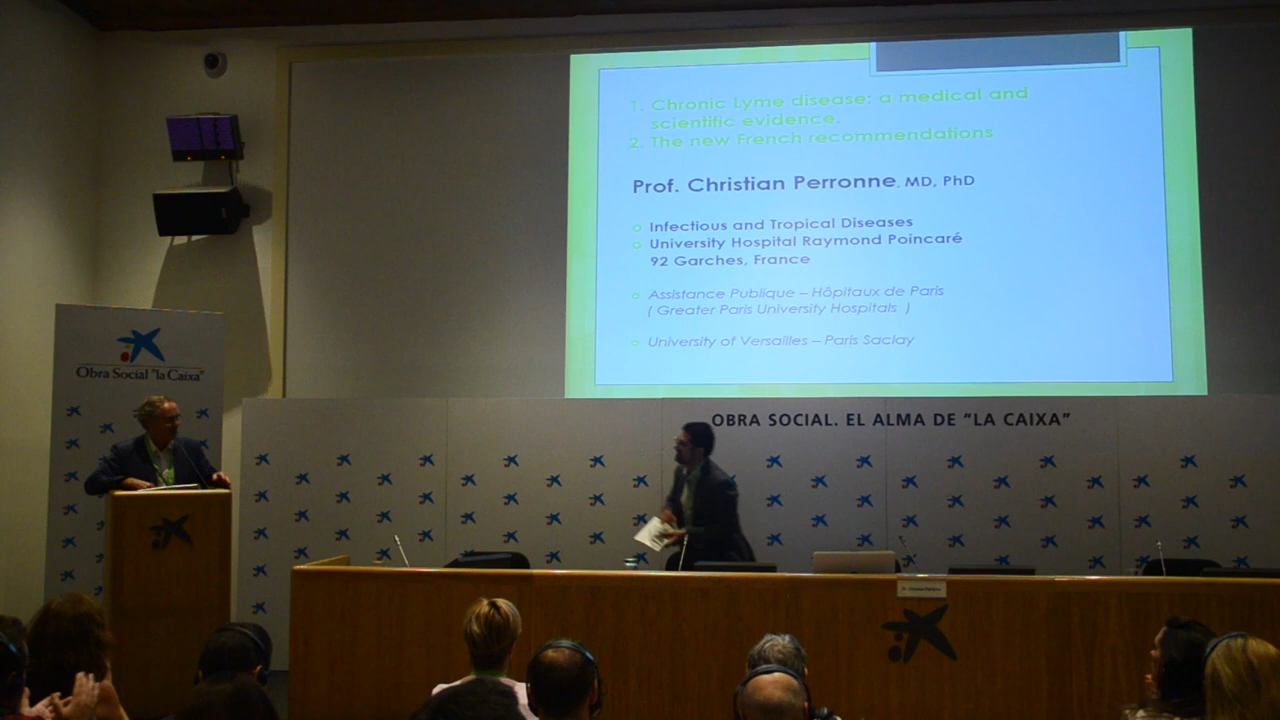 1. Chronic Lyme disease: a medical and
scientific evidence.
2. The new French recommendations
Prof. Christian Perronne, MD, PhD
Infectious and Tropical Diseases
University Hospital Raymond Poincaré
92 Garches, France
Assistance Publique – Hôpitaux de Paris
( Greater Paris University Hospitals )
University of Versailles – Paris Saclay
Obra Social "la Caixa"
OBRA SOCIAL. EL ALMA DE "LA CAIXA"